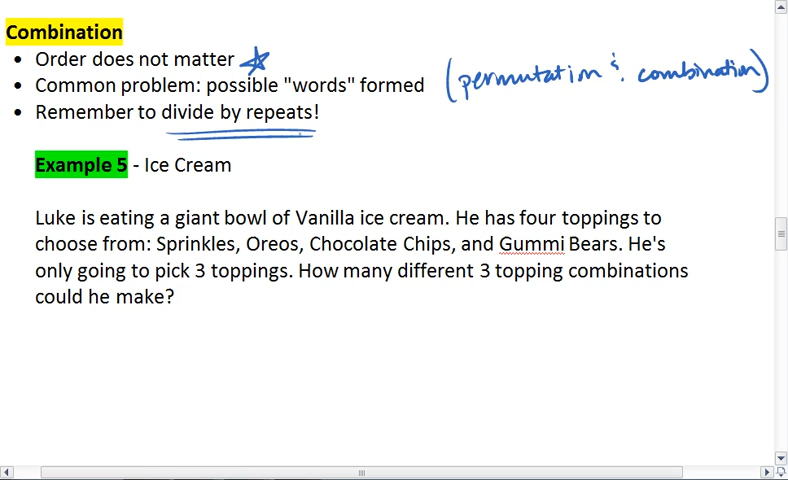 Combination
• Order does not matter
• Common problem: possible "words" formed (permutation & combination)
• Remember to divide by repeats!
Example 5 - Ice Cream
Luke is eating a giant bowl of Vanilla ice cream. He has four toppings to
choose from: Sprinkles, Oreos, Chocolate Chips, and Gummi Bears. He's
only going to pick 3 toppings. How many different 3 topping combinations
could he make?